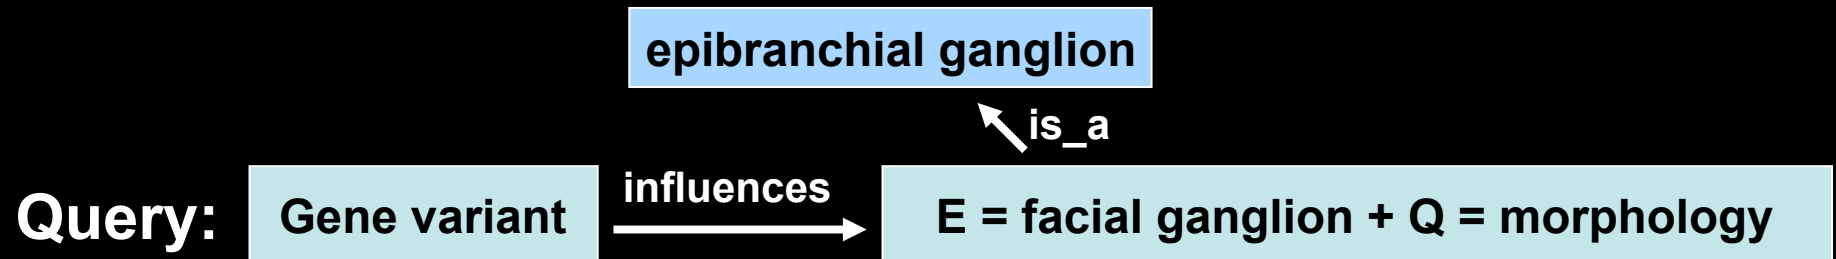 epibranchial ganglion
is_a
influences
Query: Gene variant E = facial ganglion + Q = morphology